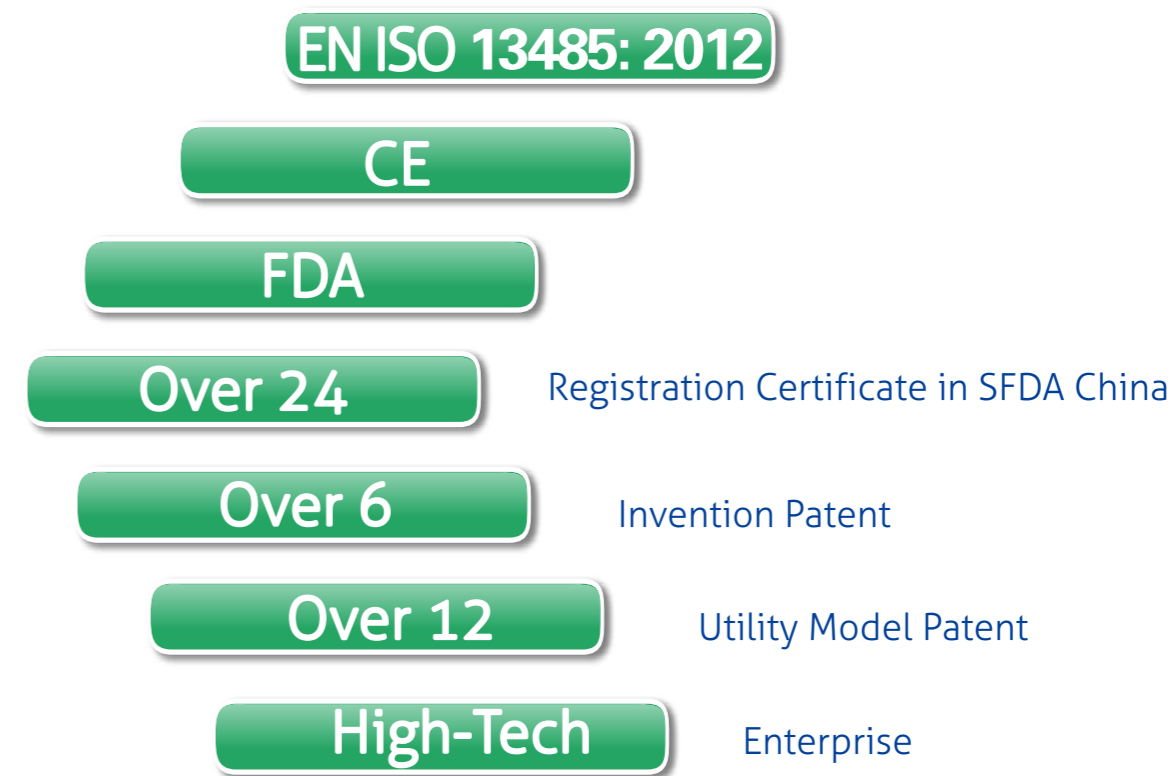 EN ISO 13485: 2012
CE
FDA
Over 24 Registration Certificate in SFDA China
Over 6 Invention Patent
Over 12 Utility Model Patent
High-Tech Enterprise